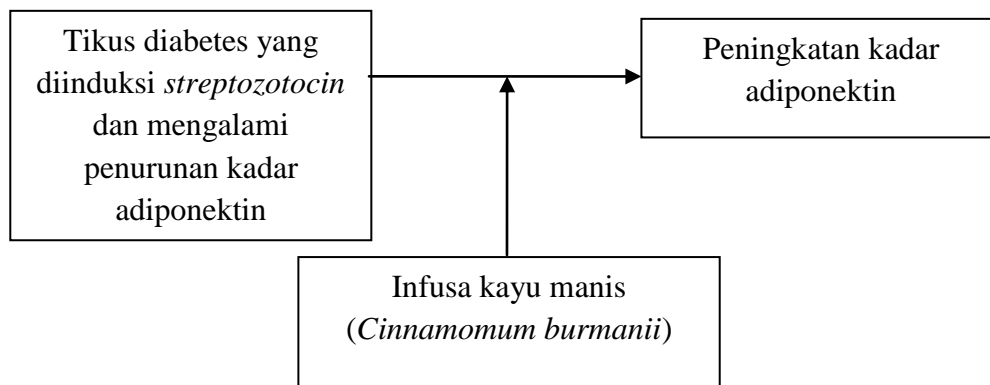 Tikus diabetes yang
diinduksi streptozotocin
dan mengalami
penurunan kadar
adiponektin
Peningkatan kadar
adiponektin
Infusa kayu manis
(Cinnamomum burmanii)